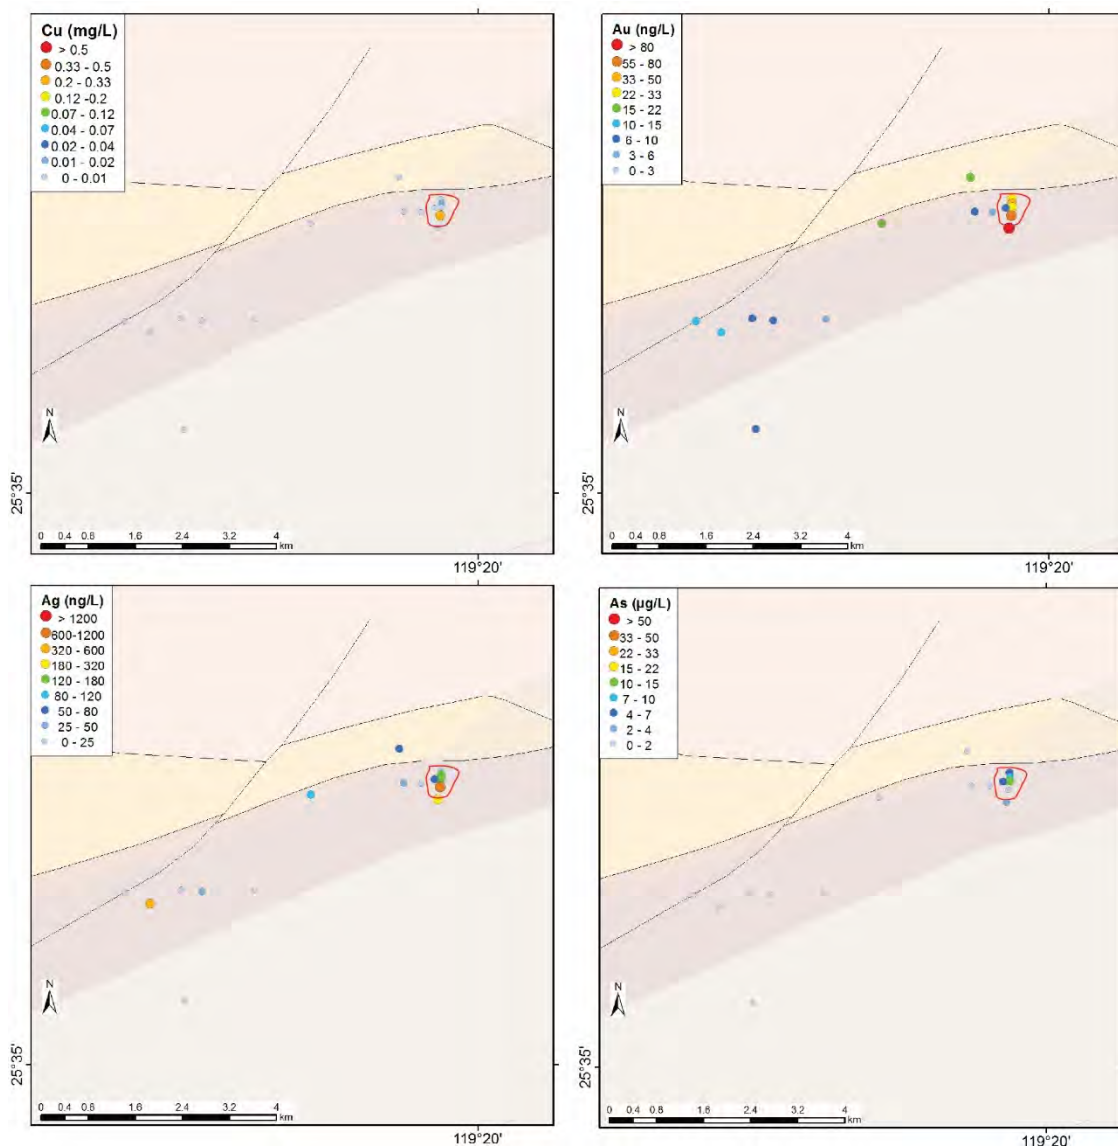 Cu (mg/L)
> 0.5
0.33 - 0.5
0.2 - 0.33
0.12 -0.2
0.07 - 0.12
0.04 - 0.07
0.02 - 0.04
0.01 - 0.02
0 - 0.01
N
25°35'
0 0.4 0.8 1.6 2.4 3.2 4
km
119°20'
Au (ng/L)
> 80
55 - 80
33 - 50
22 - 33
15 - 22
10 - 15
6 - 10
3 - 6
0 - 3
N
25°35'
0 0.4 0.8 1.6 2.4 3.2 4
km
119°20'
Ag (ng/L)
> 1200
600-1200
320 - 600
180 - 320
120 - 180
80 - 120
50 - 80
25 - 50
0 - 25
N
25°35'
0 0.4 0.8 1.6 2.4 3.2 4
km
119°20'
As (µg/L)
> 50
33 - 50
22 - 33
15 - 22
10 - 15
7 - 10
4 - 7
2 - 4
0 - 2
N
25°35'
0 0.4 0.8 1.6 2.4 3.2 4
km
119°20'